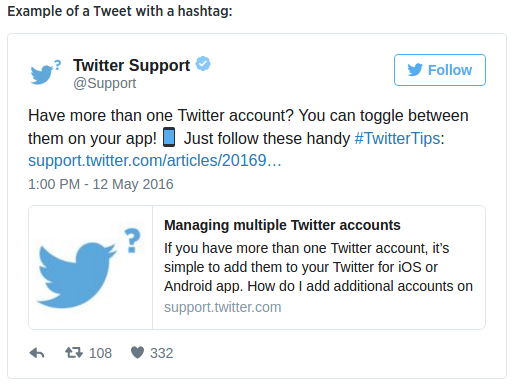 Example of a Tweet with a hashtag:
Twitter Support
@Support
Follow
Have more than one Twitter account? You can toggle between
them on your app! Just follow these handy #TwitterTips:
support.twitter.com/articles/20169…
1:00 PM - 12 May 2016
Managing multiple Twitter accounts
If you have more than one Twitter account, it's
simple to add them to your Twitter for iOS or
Android app. How do I add additional accounts on
support.twitter.com
108 332